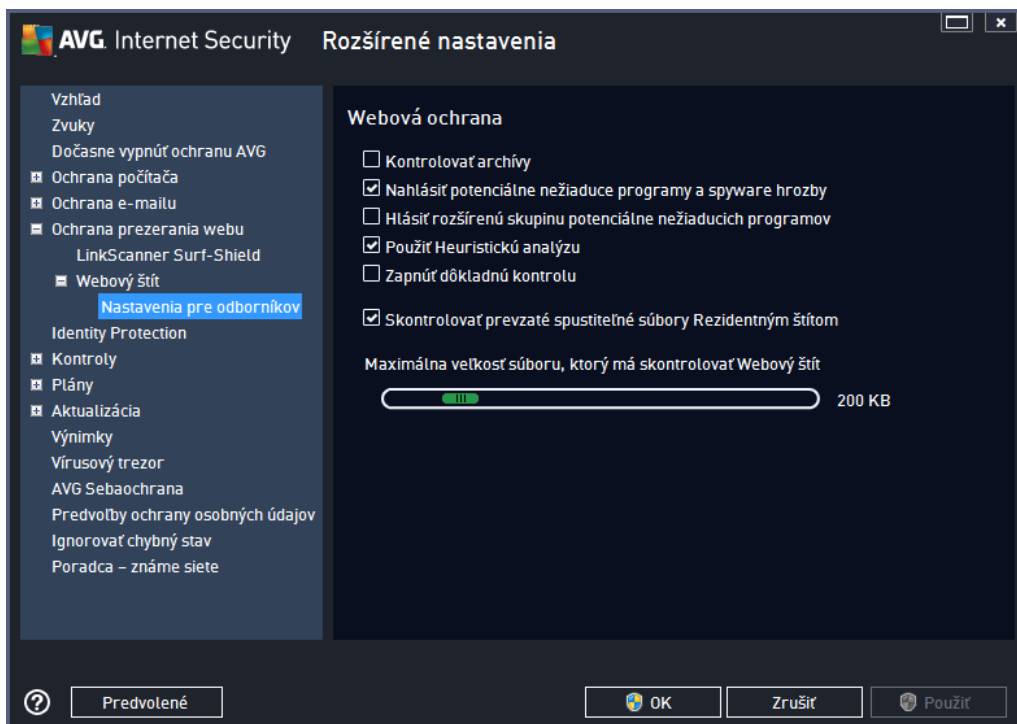 AVG. Internet Security Rozšírené nastavenia
Vzhľad
Zvuky
Dočasne vypnúť ochranu AVG
Ochrana počítača
Ochrana e-mailu
Ochrana prezerania webu
LinkScanner Surf-Shield
Webový štít
Nastavenia pre odborníkov
Identity Protection
Kontroly
Plány
Aktualizácia
Výnimky
Vírusový trezor
AVG Sebaochrana
Predvoľby ochrany osobných údajov
Ignorovať chybný stav
Poradca – známe siete
Webová ochrana
Kontrolovať archívy
Nahlásiť potenciálne nežiaduce programy a spyware hrozby
Hlásiť rozšírenú skupinu potenciálne nežiaducich programov
Použiť Heuristickú analýzu
Zapnúť dôkladnú kontrolu
Skontrolovať prevzaté spustiteľné súbory Rezidentným štítom
Maximálna veľkosť súboru, ktorý má skontrolovať Webový štít
200 KB
Predvolené
OK
Zrušiť
Použiť